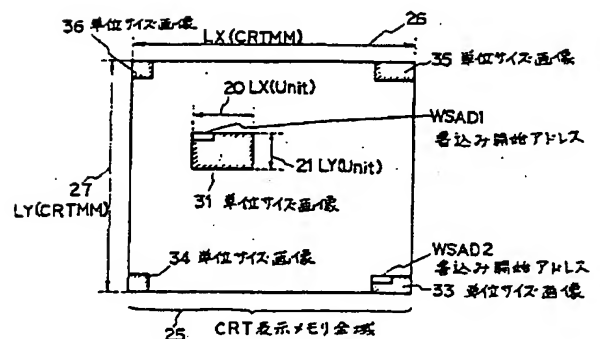 36 単位サイズ画像
LX(CRTMM)
26
35 単位サイズ画像
20 LX(Unit)
WSAD1
書込み開始アドレス
21 LY(Unit)
27
LY(CRTMM)
31 単位サイズ画像
WSAD2
書込み開始アドレス
34 単位サイズ画像
33 単位サイズ画像
25
CRT表示メモリ全域